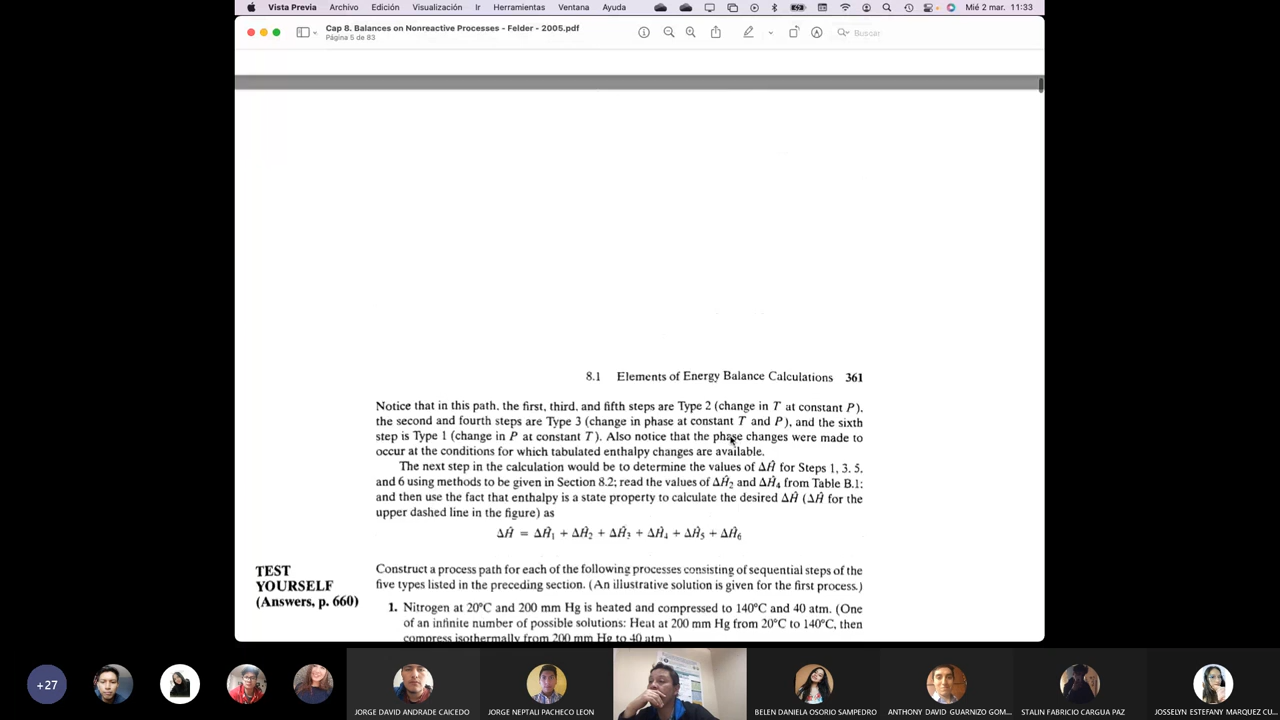 Vista Previa Archivo Edición Visualización Ir Herramientas Ventana Ayuda Mié 2 mar. 11:33
Cap 8. Balances on Nonreactive Processes - Felder - 2005.pdf
Página 5 de 83
Buscar
8.1 Elements of Energy Balance Calculations 361
Notice that in this path, the first, third, and fifth steps are Type 2 (change in T at constant P),
the second and fourth steps are Type 3 (change in phase at constant T and P), and the sixth
step is Type 1 (change in P at constant T). Also notice that the phase changes were made to
occur at the conditions for which tabulated enthalpy changes are available.
The next step in the calculation would be to determine the values of ΔĤ for Steps 1, 3, 5,
and 6 using methods to be given in Section 8.2; read the values of ΔĤ₂ and ΔĤ₄ from Table B.1;
and then use the fact that enthalpy is a state property to calculate the desired ΔĤ (ΔĤ for the
upper dashed line in the figure) as
ΔĤ = ΔĤ₁ + ΔĤ₂ + ΔĤ₃ + ΔĤ₄ + ΔĤ₅ + ΔĤ₆
TEST
YOURSELF
(Answers, p. 660)
Construct a process path for each of the following processes consisting of sequential steps of the
five types listed in the preceding section. (An illustrative solution is given for the first process.)
1. Nitrogen at 20°C and 200 mm Hg is heated and compressed to 140°C and 40 atm. (One
of an infinite number of possible solutions: Heat at 200 mm Hg from 20°C to 140°C, then
compress isothermally from 200 mm Hg to 40 atm.)
+27
JORGE DAVID ANDRADE CAICEDO
JORGE NEPTALI PACHECO LEON
BELEN DANIELA OSORIO SAMPEDRO
ANTHONY DAVID GUARNIZO GOM...
STALIN FABRICIO CARGUA PAZ
JOSSELYN ESTEFANY MARQUEZ CU...